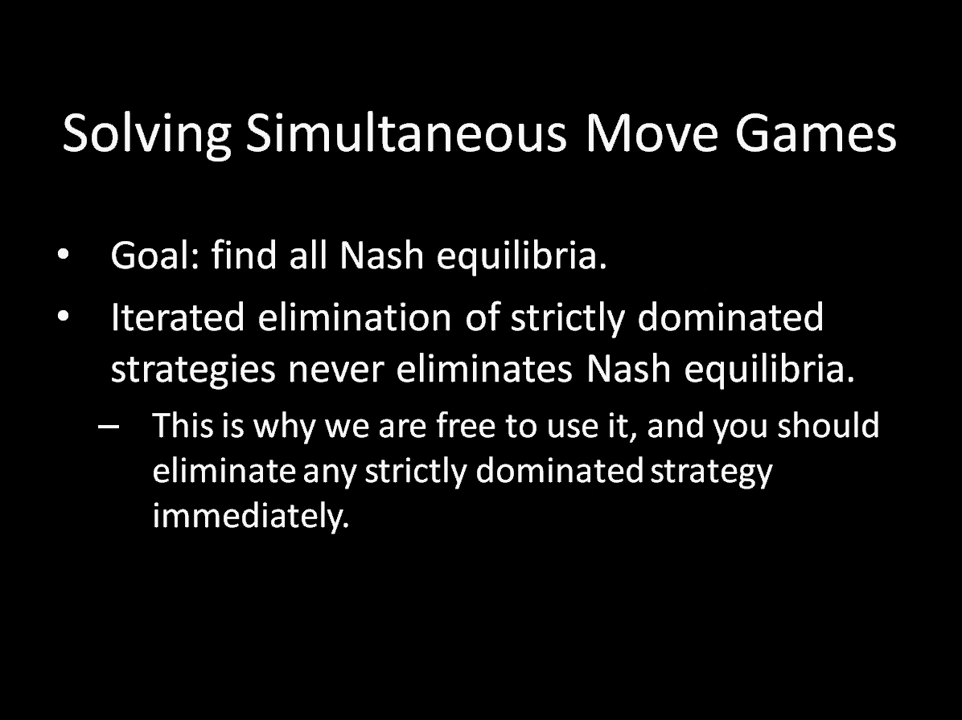 Solving Simultaneous Move Games
• Goal: find all Nash equilibria.
• Iterated elimination of strictly dominated
strategies never eliminates Nash equilibria.
– This is why we are free to use it, and you should
eliminate any strictly dominated strategy
immediately.